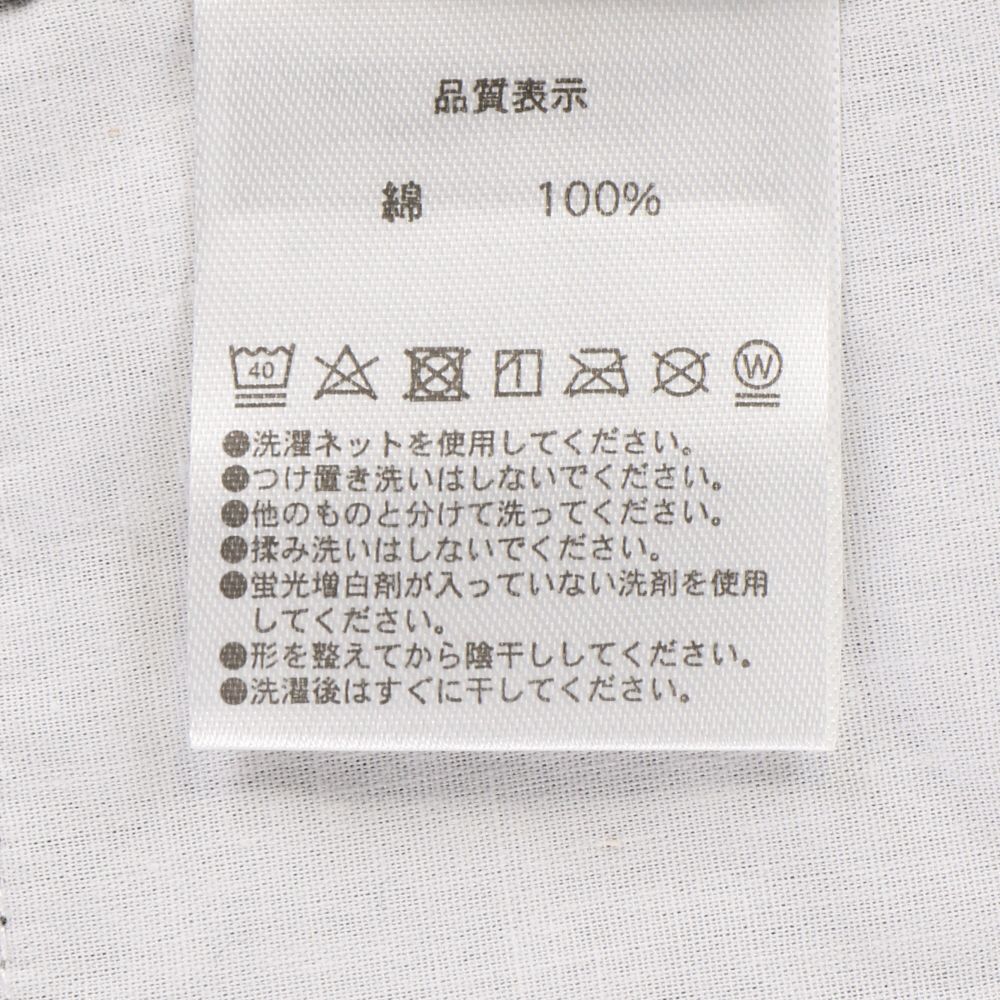 品質表示
綿 100%
40 W
●洗濯ネットを使用してください。
●つけ置き洗いはしないでください。
●他のものと分けて洗ってください。
●揉み洗いはしないでください。
●蛍光増白剤が入っていない洗剤を使用
してください。
●形を整えてから陰干ししてください。
●洗濯後はすぐに干してください。